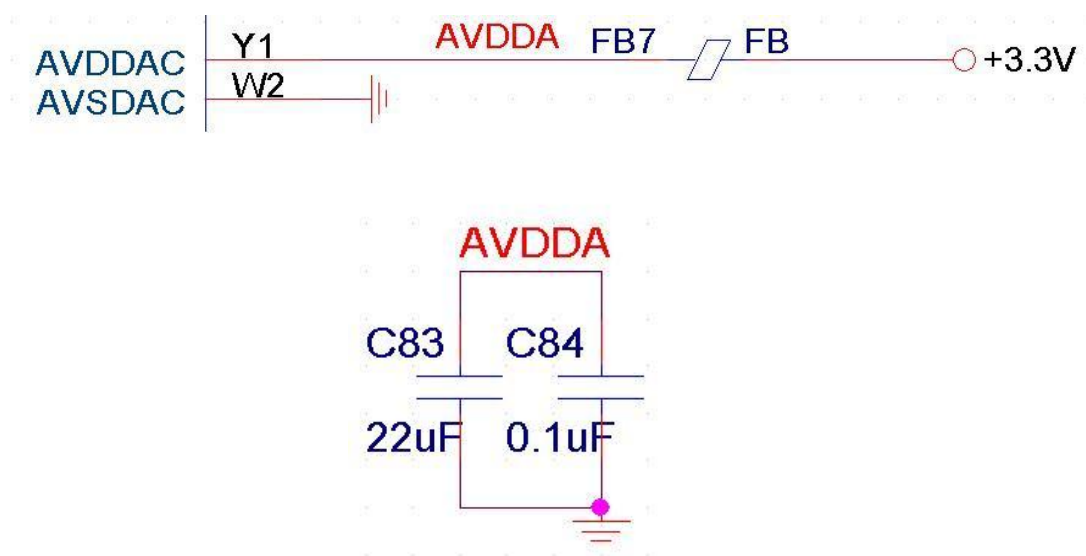 AVDDAC Y1 AVDDA FB7 FB +3.3V
AVSDAC W2
AVDDA
C83 C84
22uF 0.1uF